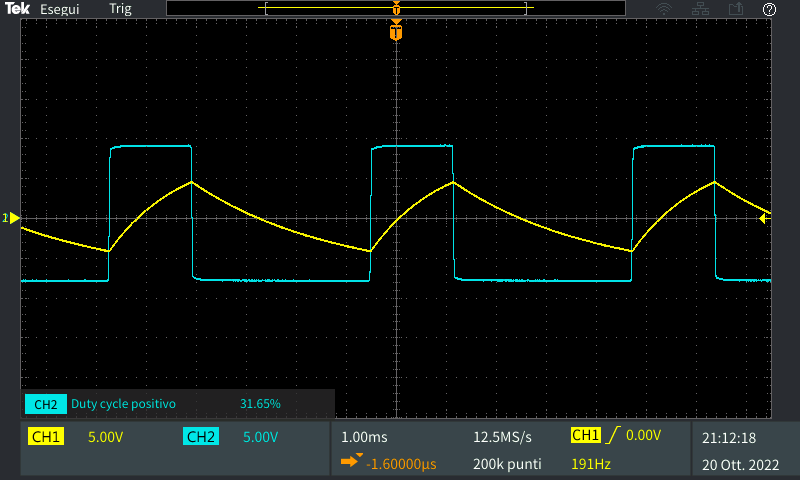 Tek Esegui Trig
T
T
1
CH2 Duty cycle positivo 31.65%
CH1 5.00V CH2 5.00V 1.00ms 12.5MS/s CH1 0.00V 21:12:18
-1.60000µs 200k punti 191Hz 20 Ott. 2022